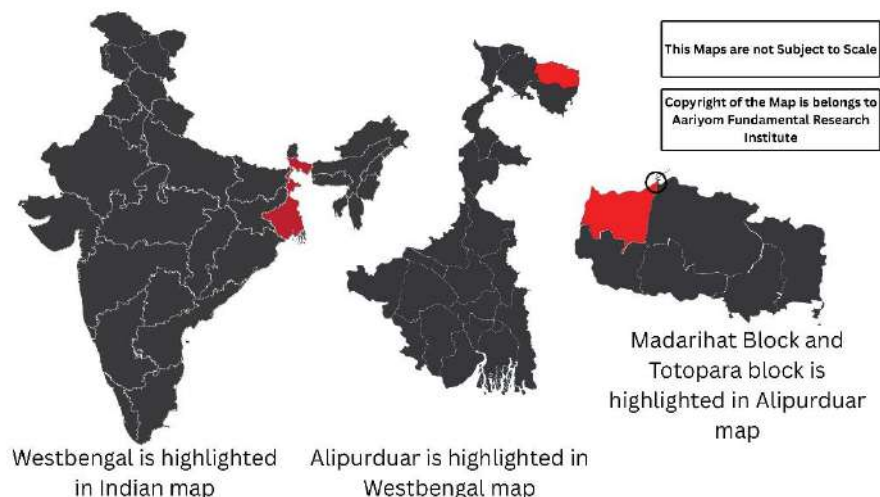 This Maps are not Subject to Scale
Copyright of the Map is belongs to
Aariyom Fundamental Research
Institute
Madarihat Block and
Totopara block is
highlighted in Alipurduar
map
Westbengal is highlighted
in Indian map
Alipurduar is highlighted in
Westbengal map